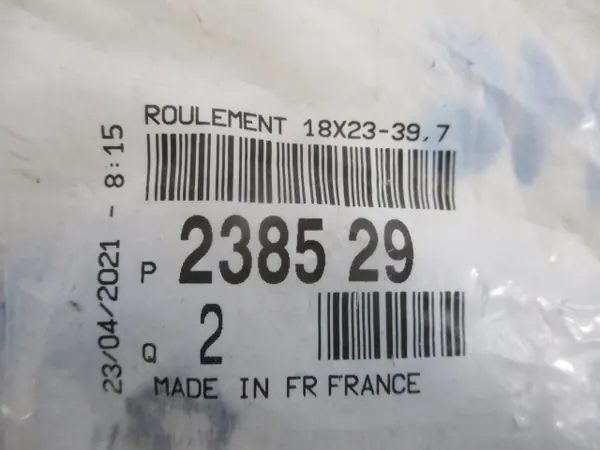 ROULEMENT 18X23-39,7
P 2385 29
Q 2
MADE IN FR FRANCE
23/04/2021 - 8:15